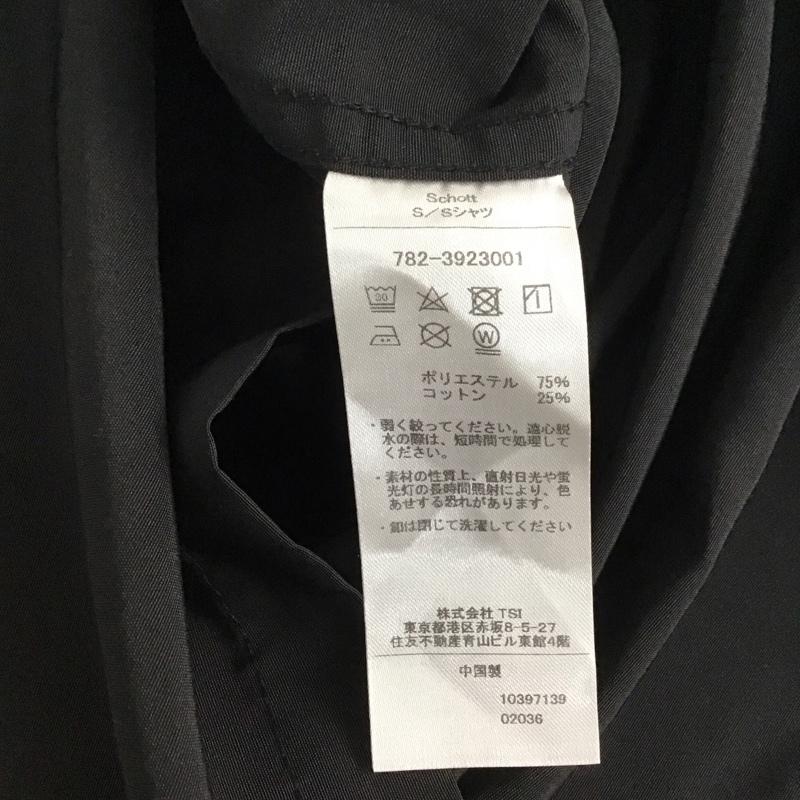 Schott
S/Sシャツ
782-3923001
30
W
ポリエステル 75%
コットン 25%
・弱く絞ってください。遠心脱
水の際は、短時間で処理して
ください。
・素材の性質上、直射日光や蛍
光灯の長時間照射により、色
あせする恐れがあります。
・釦は閉じて洗濯してください
株式会社 TSI
東京都港区赤坂8-5-27
住友不動産青山ビル東館4階
中国製
10397139
02036